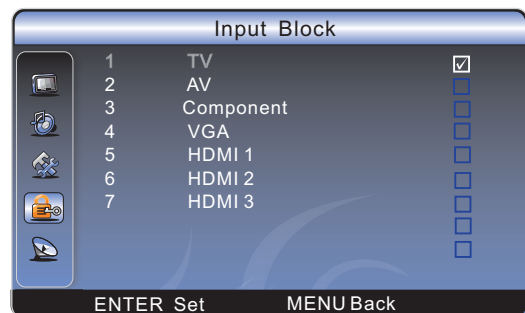 Input Block
1 TV
2 AV
3 Component
4 VGA
5 HDMI 1
6 HDMI 2
7 HDMI 3
ENTER Set MENU Back